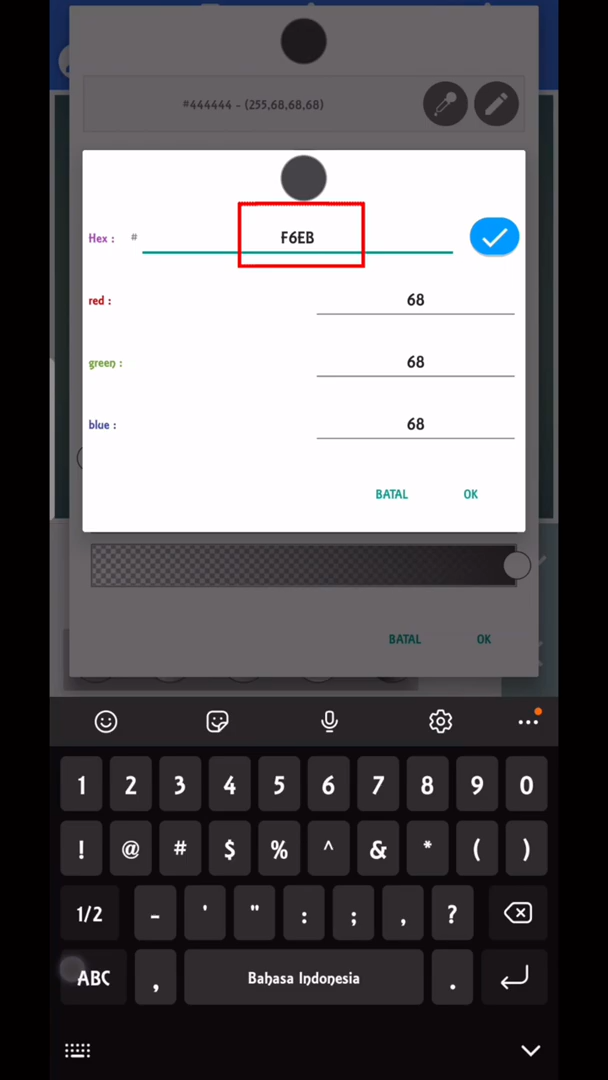 #444444 - (255,68,68,68)
Hex : # F6EB
red : 68
green : 68
blue : 68
BATAL OK
BATAL OK
1 2 3 4 5 6 7 8 9 0
! @ # $ % ^ & * ( )
1/2 - ' " : ; , ?
ABC , Bahasa Indonesia .